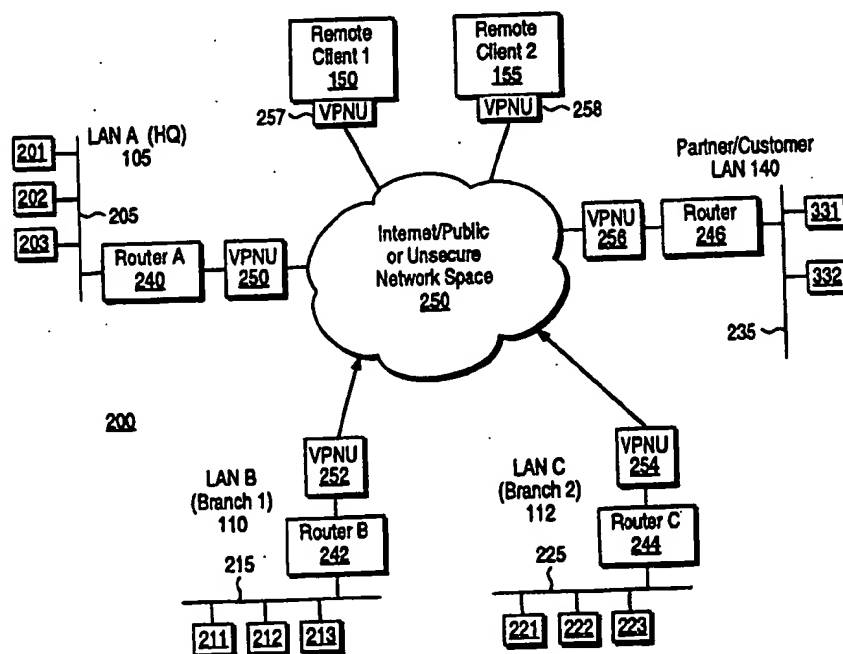 Remote
Client 1
150
VPNU
257
Remote
Client 2
155
VPNU
258
LAN A (HQ)
105
201
202
203
205
Router A
240
VPNU
250
Internet/Public
or Unsecure
Network Space
250
Partner/Customer
LAN 140
VPNU
256
Router
246
331
332
235
200
LAN B
(Branch 1)
110
VPNU
252
Router B
242
215
211
212
213
LAN C
(Branch 2)
112
VPNU
254
Router C
244
225
221
222
223